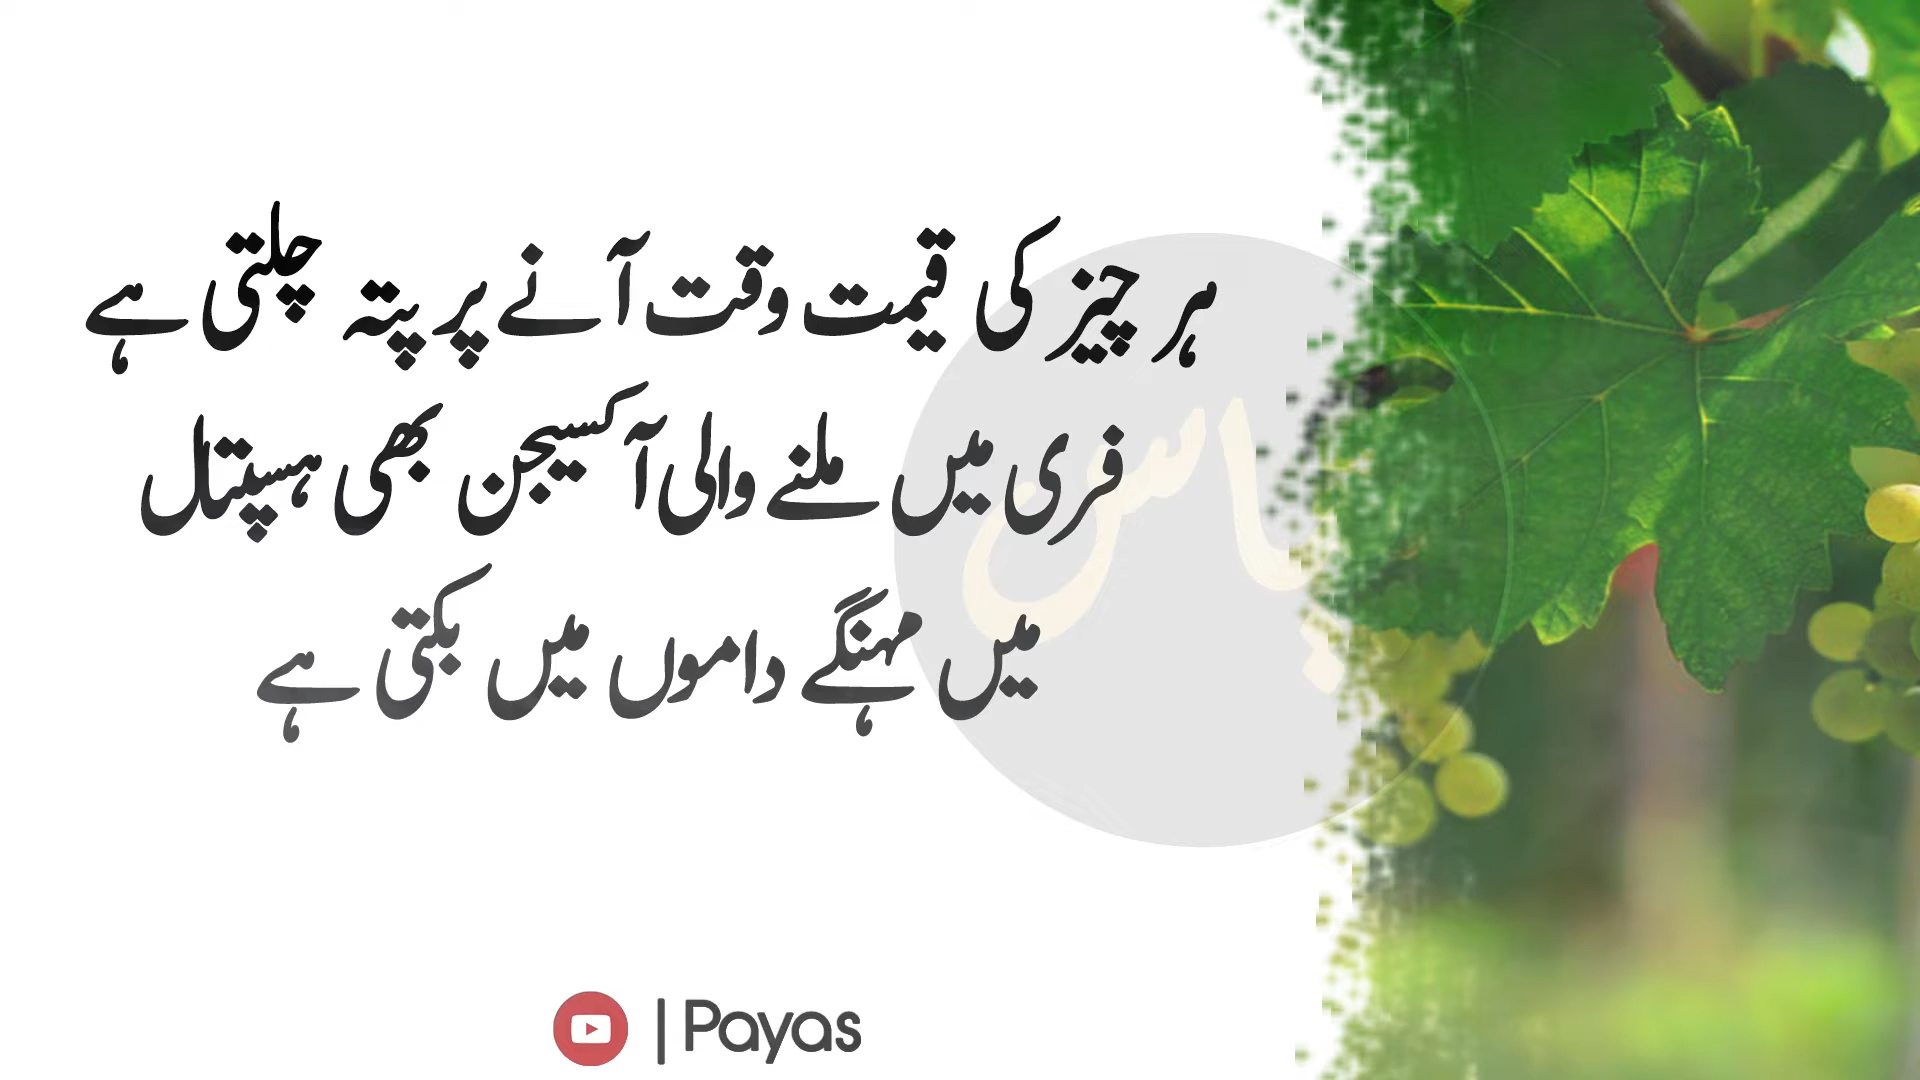 ہر چیز کی قیمت وقت آنے پر پتہ چلتی ہے
فری میں ملنے والی آکسیجن بھی ہسپتال
میں مہنگے داموں میں بکتی ہے
پیاس
| Payas